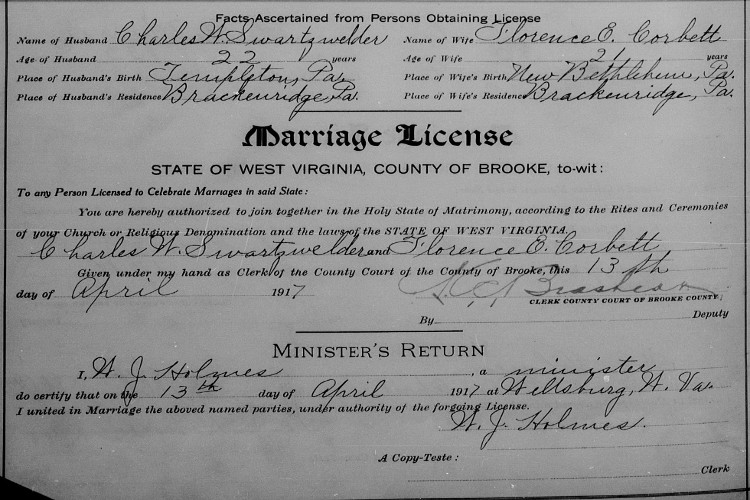 Facts Ascertained from Persons Obtaining License
Name of Husband Charles W. Swartzwelder Name of Wife Florence E. Corbett
Age of Husband 22 years Age of Wife 21 years
Place of Husband's Birth Templeton, Pa. Place of Wife's Birth New Bethlehem, Pa.
Place of Husband's Residence Brackenridge, Pa. Place of Wife's Residence Brackenridge, Pa.
Marriage License
STATE OF WEST VIRGINIA, COUNTY OF BROOKE, to-wit:
To any Person Licensed to Celebrate Marriages in said State:
You are hereby authorized to join together in the Holy State of Matrimony, according to the Rites and Ceremonies
of your Church or Religious Denomination and the laws of the STATE OF WEST VIRGINIA,
Charles W. Swartzwelder and Florence E. Corbett
Given under my hand as Clerk of the County Court of the County of Brooke, this 13th
day of April 1917
CLERK COUNTY COURT OF BROOKE COUNTY
By Deputy
MINISTER'S RETURN
I, W. J. Holmes, a minister
do certify that on the 13th day of April 1917 at Wellsburg, W. Va.
I united in Marriage the aboved named parties, under authority of the forgoing License.
W. J. Holmes.
A Copy-Teste:
Clerk